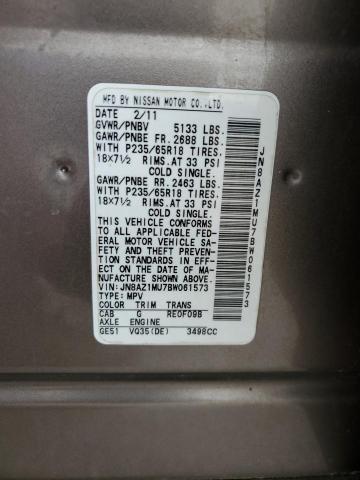 MFD BY NISSAN MOTOR CO.,LTD.
DATE 2/11
GVWR/PNBV 5133 LBS.
GAWR/PNBE FR. 2688 LBS.
WITH P235/65R18 TIRES.
18X7½ RIMS. AT 33 PSI
COLD SINGLE.
GAWR/PNBE RR. 2463 LBS.
WITH P235/65R18 TIRES.
18X7½ RIMS. AT 33 PSI
COLD SINGLE.
THIS VEHICLE CONFORMS
TO ALL APPLICABLE FED-
ERAL MOTOR VEHICLE SA-
FETY AND THEFT PREVENTI-
ON STANDARDS IN EFF-
ECT ON THE DATE OF MA-
NUFACTURE SHOWN ABOVE.
VIN: JN8AZ1MU7BW061573
TYPE: MPV
COLOR TRIM TRANS
CAB G RE0F09B
AXLE ENGINE
GE51 VQ35(DE) 3498CC
JN8AZ1MU7BW061573